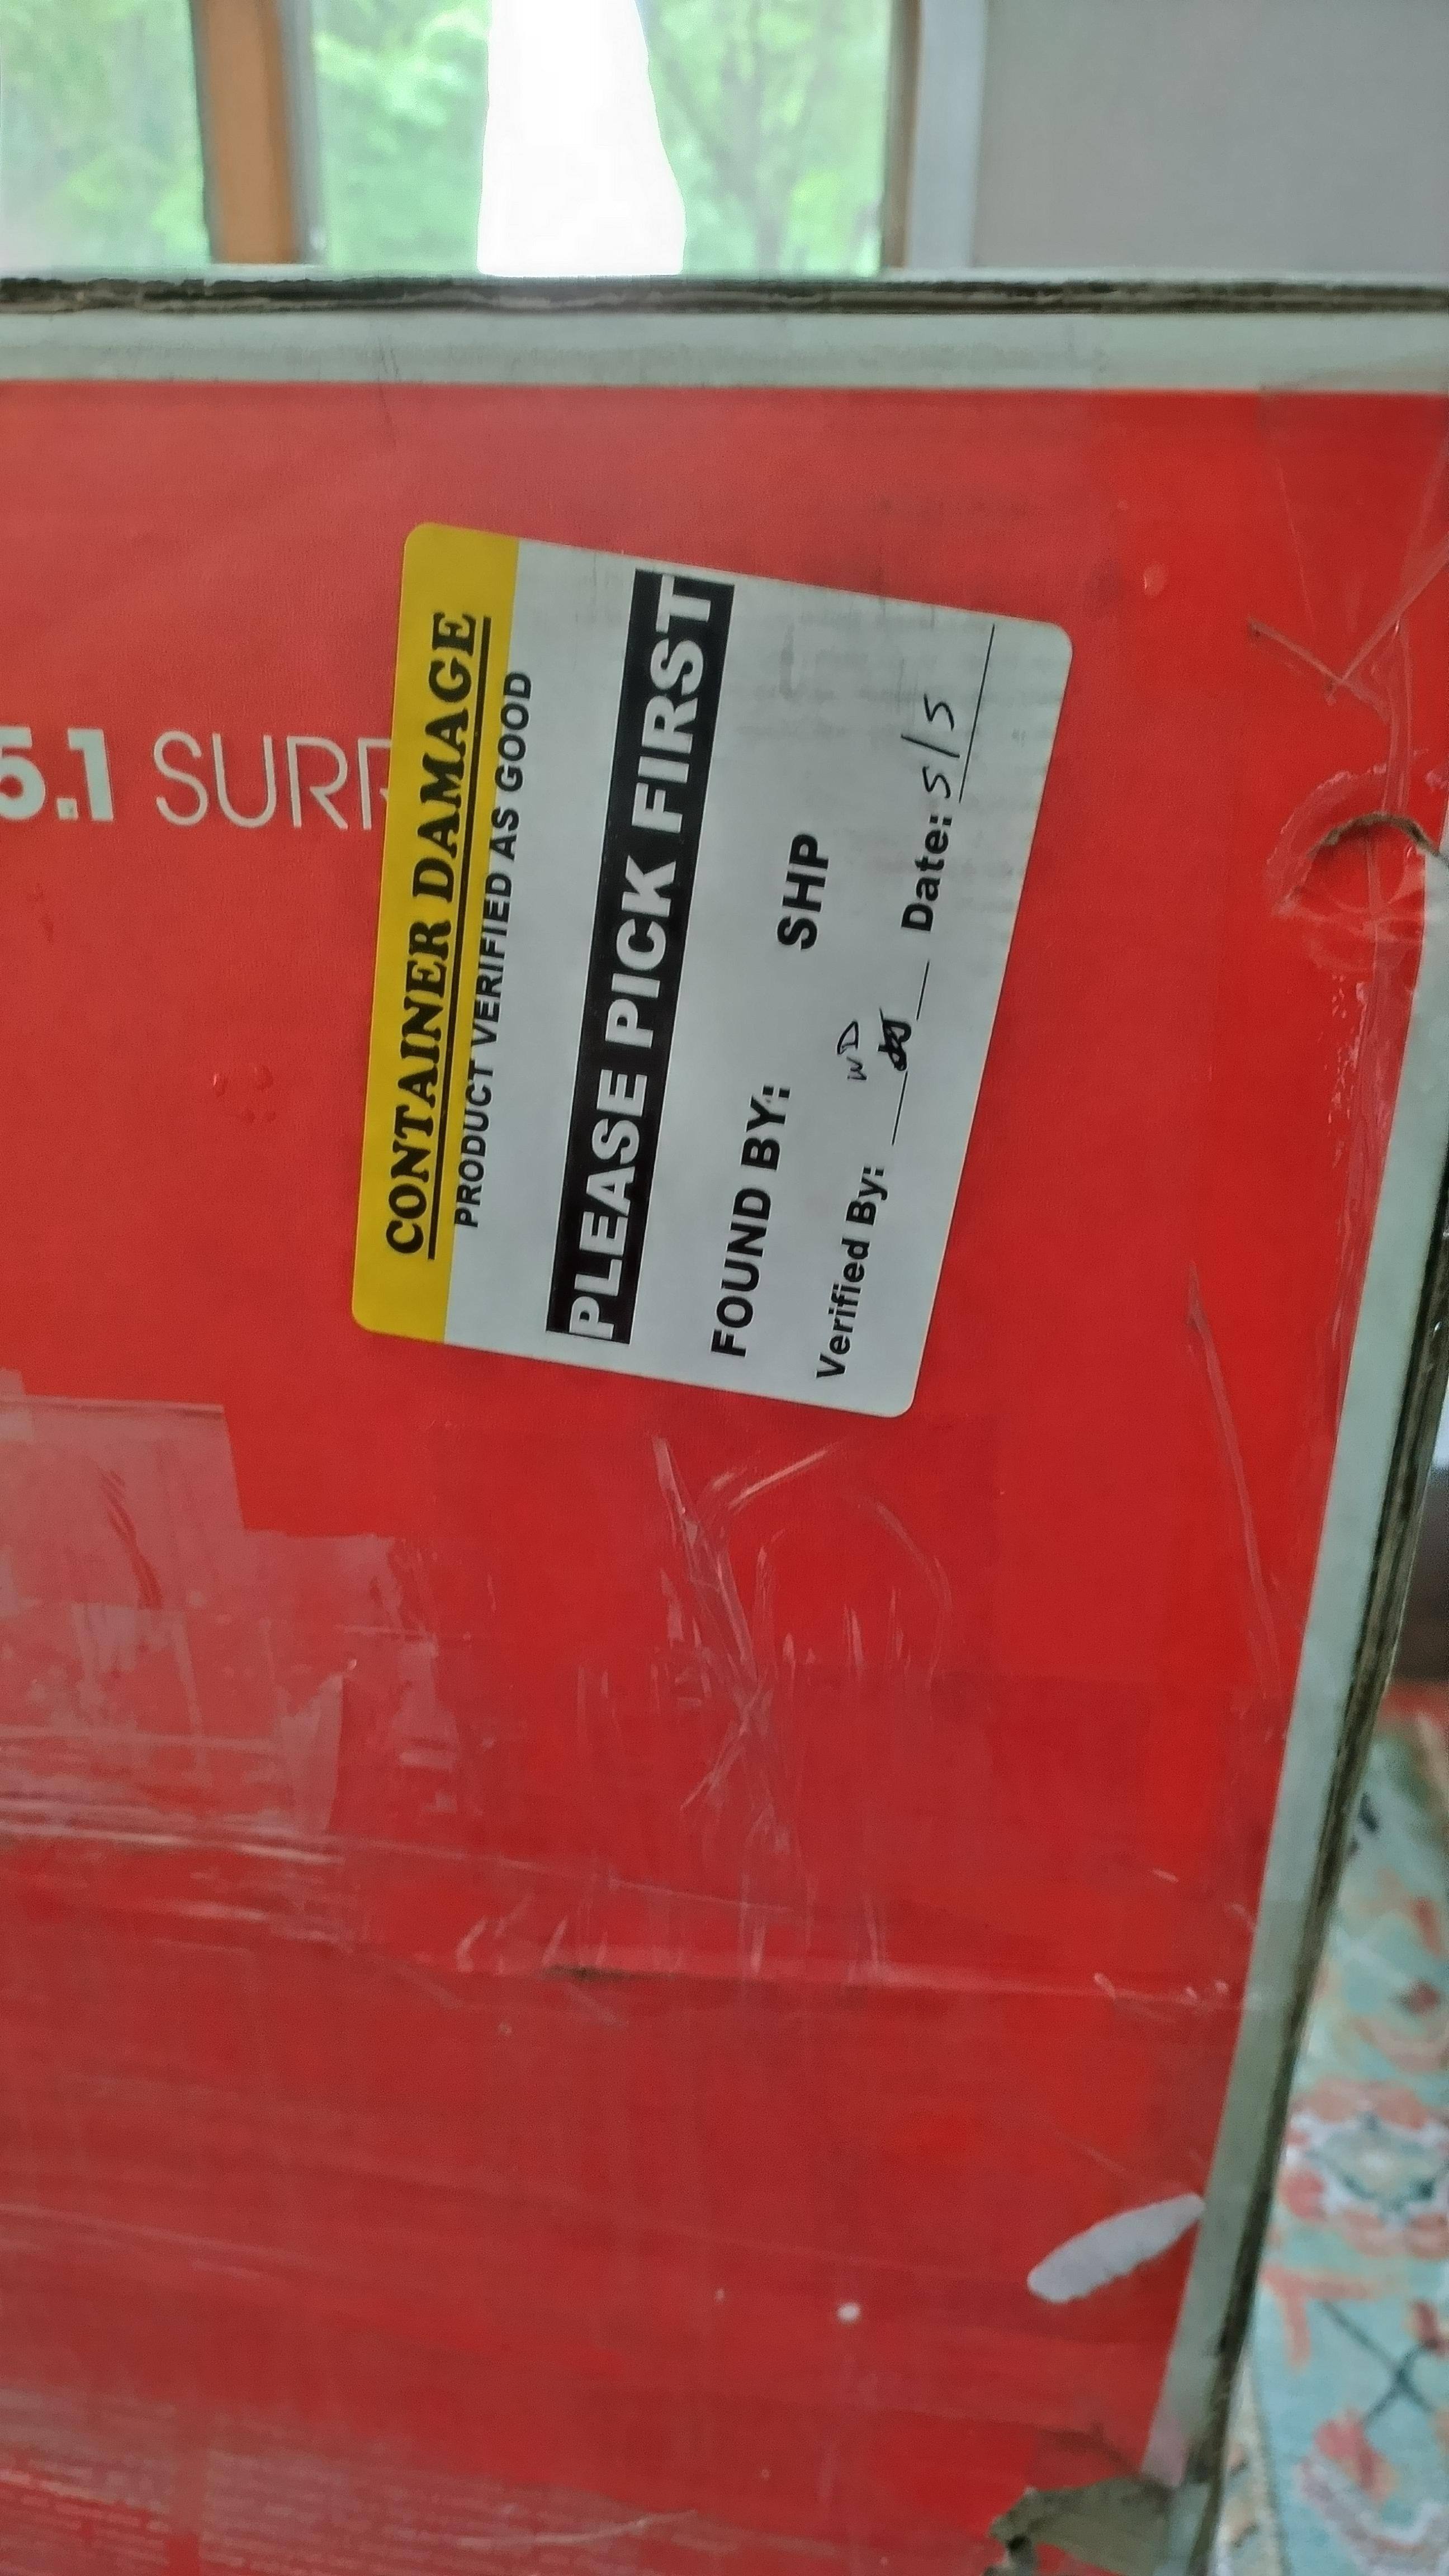 5.1 SURR
CONTAINER DAMAGE
PRODUCT VERIFIED AS GOOD
PLEASE PICK FIRST
FOUND BY: SHP
WD
Verified By: Date: 5/5